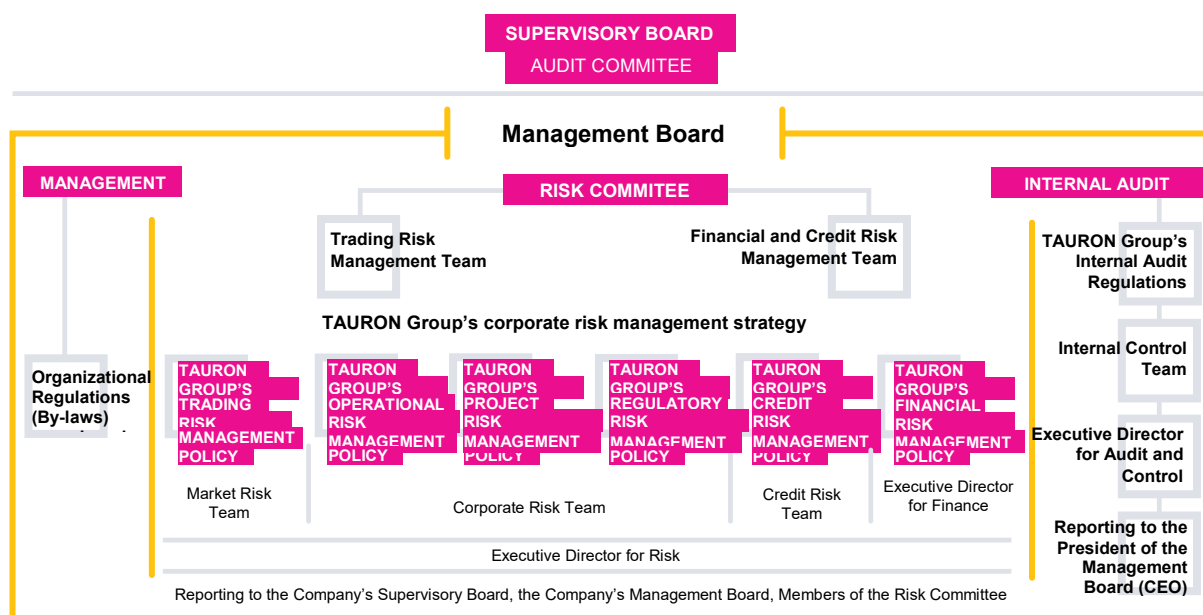 SUPERVISORY BOARD
AUDIT COMMITEE
Management Board
MANAGEMENT
RISK COMMITEE
INTERNAL AUDIT
Trading Risk
Management Team
Financial and Credit Risk
Management Team
TAURON Group’s
Internal Audit
Regulations
TAURON Group’s corporate risk management strategy
Internal Control
Team
Organizational
Regulations
(By-laws)
TAURON
GROUP’S
TRADING
RISK
MANAGEMENT
POLICY
TAURON
GROUP’S
OPERATIONAL
RISK
MANAGEMENT
POLICY
TAURON
GROUP’S
PROJECT
RISK
MANAGEMENT
POLICY
TAURON
GROUP’S
REGULATORY
RISK
MANAGEMENT
POLICY
TAURON
GROUP’S
CREDIT
RISK
MANAGEMENT
POLICY
TAURON
GROUP’S
FINANCIAL
RISK
MANAGEMENT
POLICY
Executive Director
for Audit and
Control
Market Risk
Team
Corporate Risk Team
Credit Risk
Team
Executive Director
for Finance
Reporting to the
President of the
Management
Board (CEO)
Executive Director for Risk
Reporting to the Company’s Supervisory Board, the Company’s Management Board, Members of the Risk Committee